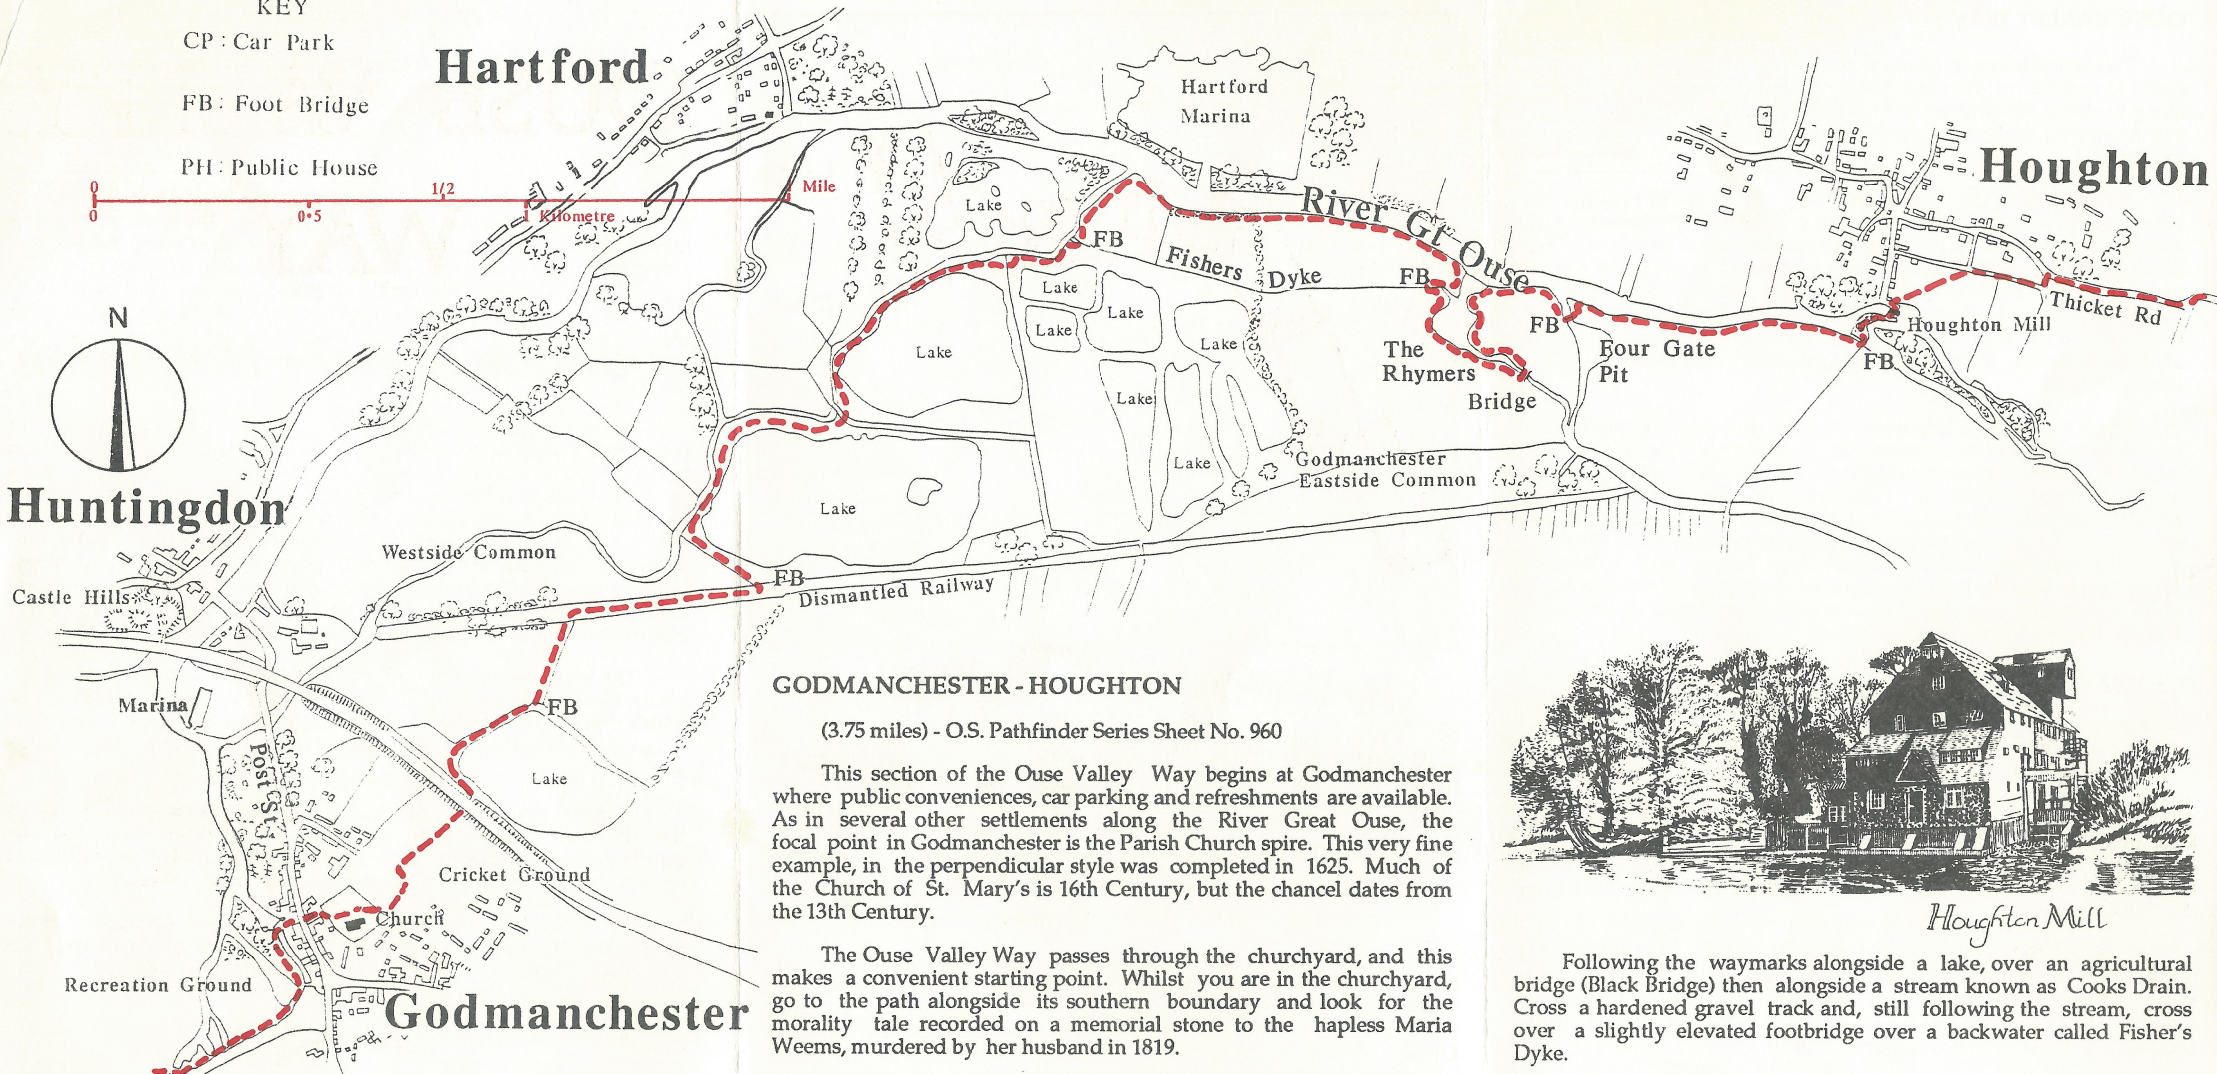 KEY
CP : Car Park
FB : Foot Bridge
PH : Public House
0
1/2
Mile
0
0·5
1 Kilometre
Hartford
Hartford
Marina
Houghton
River Gt Ouse
Lake
FB
Fishers Dyke
FB
Thicket Rd
N
Lake
Lake
Lake
Lake
Lake
FB
Houghton Mill
The
Rhymers
Four Gate
Pit
FB
Lake
Bridge
Lake
Godmanchester
Eastside Common
Huntingdon
Lake
Westside Common
FB
Dismantled Railway
Castle Hills
Marina
FB
Post St
Lake
Cricket Ground
Church
Recreation Ground
Godmanchester
GODMANCHESTER - HOUGHTON
(3.75 miles) - O.S. Pathfinder Series Sheet No. 960
This section of the Ouse Valley Way begins at Godmanchester
where public conveniences, car parking and refreshments are available.
As in several other settlements along the River Great Ouse, the
focal point in Godmanchester is the Parish Church spire. This very fine
example, in the perpendicular style was completed in 1625. Much of
the Church of St. Mary's is 16th Century, but the chancel dates from
the 13th Century.
The Ouse Valley Way passes through the churchyard, and this
makes a convenient starting point. Whilst you are in the churchyard,
go to the path alongside its southern boundary and look for the
morality tale recorded on a memorial stone to the hapless Maria
Weems, murdered by her husband in 1819.
Houghton Mill
Following the waymarks alongside a lake, over an agricultural
bridge (Black Bridge) then alongside a stream known as Cooks Drain.
Cross a hardened gravel track and, still following the stream, cross
over a slightly elevated footbridge over a backwater called Fisher's
Dyke.